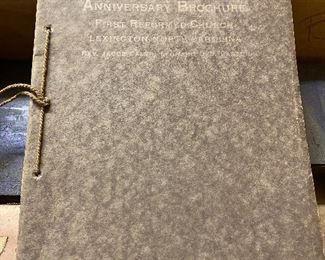 Anniversary Brochure
First Reformed Church
Lexington, North Carolina
Rev.